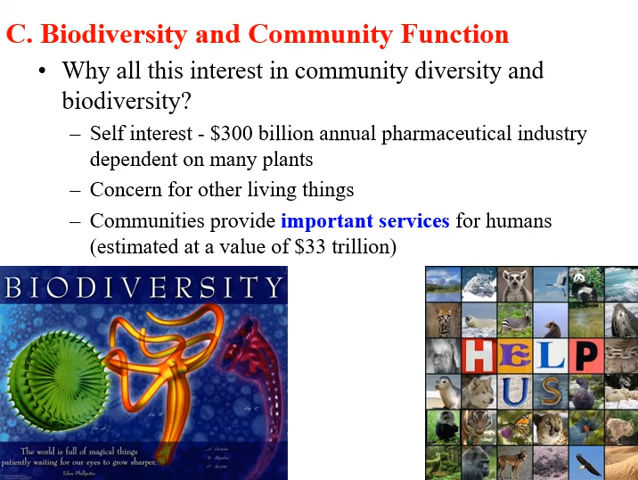 C. Biodiversity and Community Function
• Why all this interest in community diversity and
biodiversity?
– Self interest - $300 billion annual pharmaceutical industry
dependent on many plants
– Concern for other living things
– Communities provide important services for humans
(estimated at a value of $33 trillion)
BIODIVERSITY
The world is full of magical things
patiently waiting for our eyes to grow sharper.
Eden Phillpotts
HELP
US